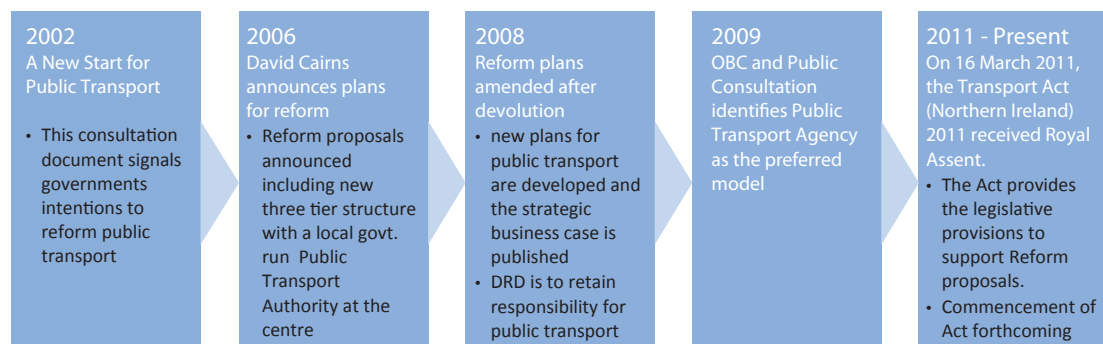 2002
A New Start for
Public Transport
• This consultation
document signals
governments
intentions to
reform public
transport
2006
David Cairns
announces plans
for reform
• Reform proposals
announced
including new
three tier structure
with a local govt.
run Public
Transport
Authority at the
centre
2008
Reform plans
amended after
devolution
• new plans for
public transport
are developed and
the strategic
business case is
published
• DRD is to retain
responsibility for
public transport
2009
OBC and Public
Consultation
identifies Public
Transport Agency
as the preferred
model
2011 - Present
On 16 March 2011,
the Transport Act
(Northern Ireland)
2011 received Royal
Assent.
• The Act provides
the legislative
provisions to
support Reform
proposals.
• Commencement of
Act forthcoming